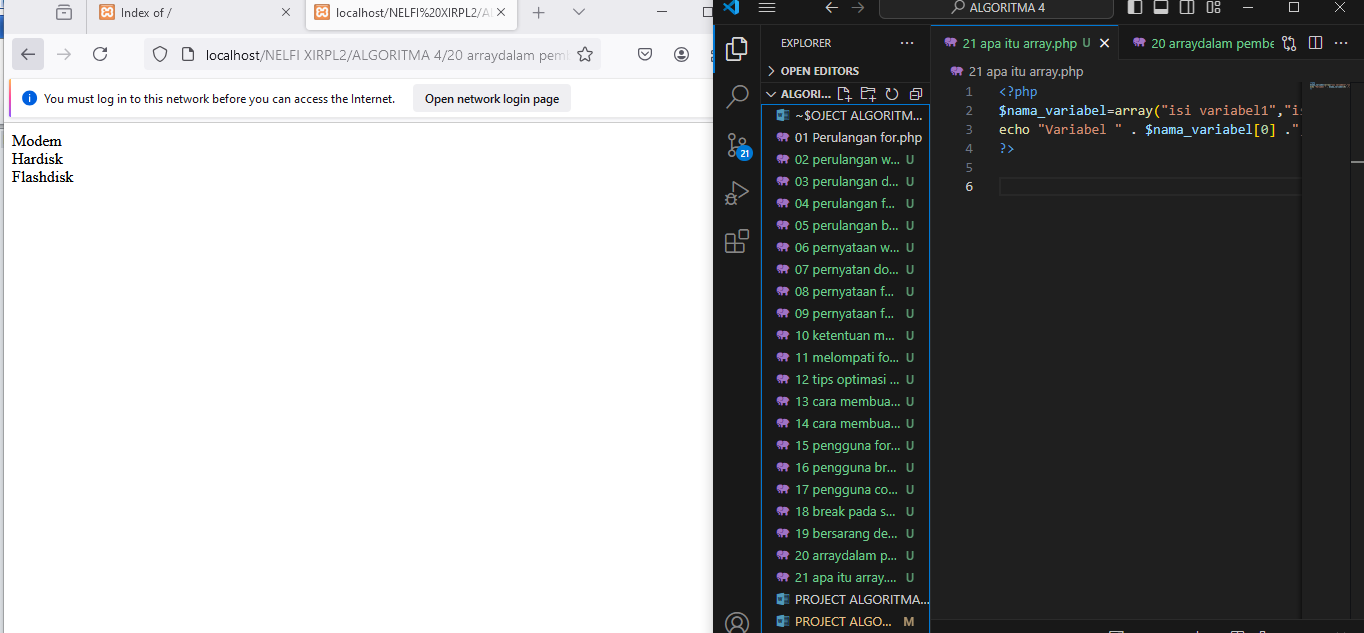 Index of /
localhost/NELFI%20XIRPL2/AL
localhost/NELFI XIRPL2/ALGORITMA 4/20 arraydalam pemb
You must log in to this network before you can access the Internet.
Open network login page
Modem
Hardisk
Flashdisk
ALGORITMA 4
EXPLORER
OPEN EDITORS
ALGORI...
21
~$OJECT ALGORITM...
01 Perulangan for.php
02 perulangan w... U
03 perulangan d... U
04 perulangan f... U
05 perulangan b... U
06 pernyataan w... U
07 pernyatan do... U
08 pernyataan f... U
09 pernyataan f... U
10 ketentuan m... U
11 melompati fo... U
12 tips optimasi ... U
13 cara membua... U
14 cara membua... U
15 pengguna for... U
16 pengguna br... U
17 pengguna co... U
18 break pada s... U
19 bersarang de... U
20 arraydalam p... U
21 apa itu array.... U
PROJECT ALGORITMA...
PROJECT ALGO... M
21 apa itu array.php U
20 arraydalam pembe
21 apa itu array.php
1 <?php
2 $nama_variabel=array("isi variabel1","is
3 echo "Variabel " . $nama_variabel[0] ."
4 ?>
5
6